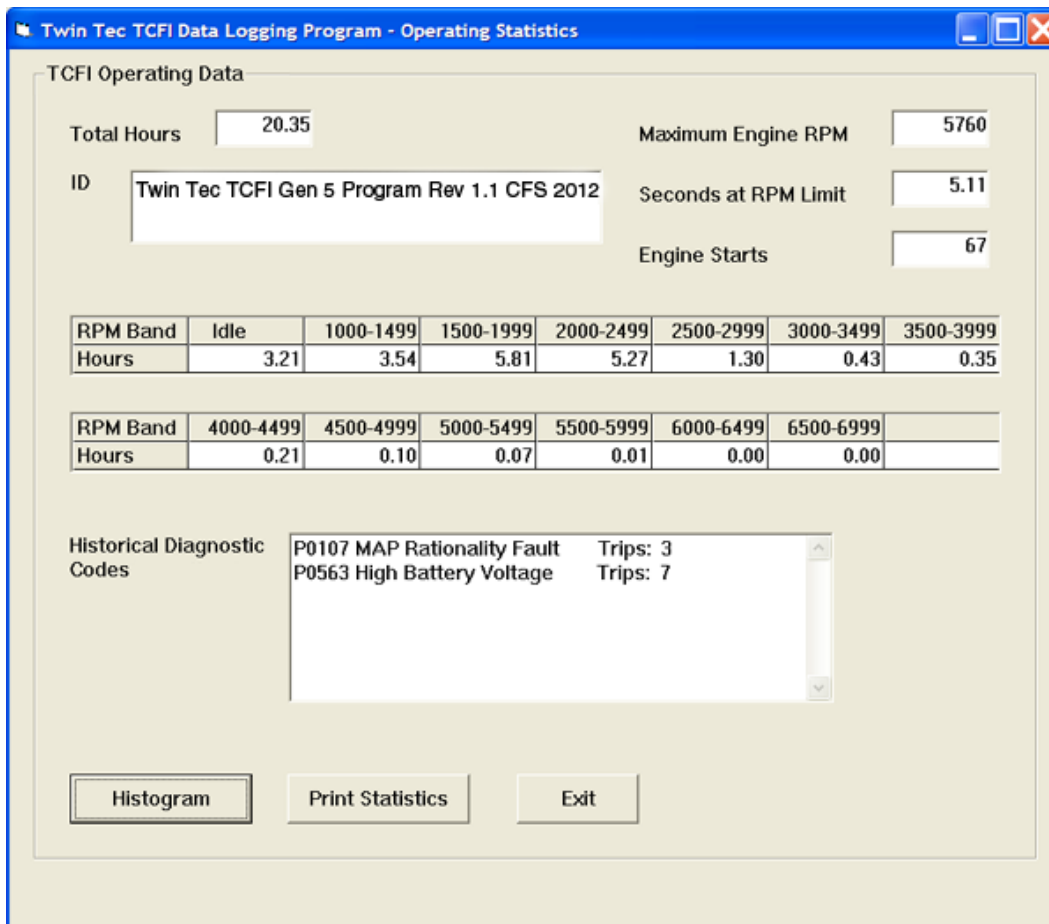 Twin Tec TCFI Data Logging Program - Operating Statistics
TCFI Operating Data
Total Hours 20.35 Maximum Engine RPM 5760
ID Twin Tec TCFI Gen 5 Program Rev 1.1 CFS 2012 Seconds at RPM Limit 5.11
Engine Starts 67
RPM Band Idle 1000-1499 1500-1999 2000-2499 2500-2999 3000-3499 3500-3999
Hours 3.21 3.54 5.81 5.27 1.30 0.43 0.35
RPM Band 4000-4499 4500-4999 5000-5499 5500-5999 6000-6499 6500-6999
Hours 0.21 0.10 0.07 0.01 0.00 0.00
Historical Diagnostic Codes
P0107 MAP Rationality Fault Trips: 3
P0563 High Battery Voltage Trips: 7
Histogram Print Statistics Exit